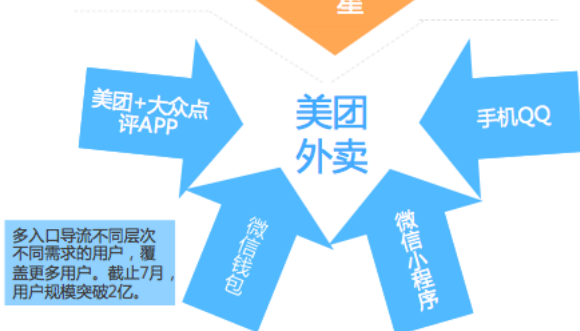 星
美团+大众点
评APP
美团
外卖
手机QQ
微信钱包
微信小程序
多入口导流不同层次
不同需求的用户，覆
盖更多用户。截止7月，
用户规模突破2亿。